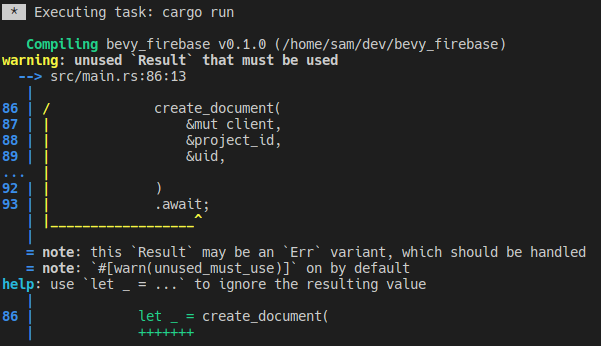 * Executing task: cargo run
Compiling bevy_firebase v0.1.0 (/home/sam/dev/bevy_firebase)
warning: unused `Result` that must be used
--> src/main.rs:86:13
|
86 | / create_document(
87 | | &mut client,
88 | | &project_id,
89 | | &uid,
... |
92 | | )
93 | | .await;
| |__________________^
|
= note: this `Result` may be an `Err` variant, which should be handled
= note: `#[warn(unused_must_use)]` on by default
help: use `let _ = ...` to ignore the resulting value
|
86 | let _ = create_document(
| +++++++